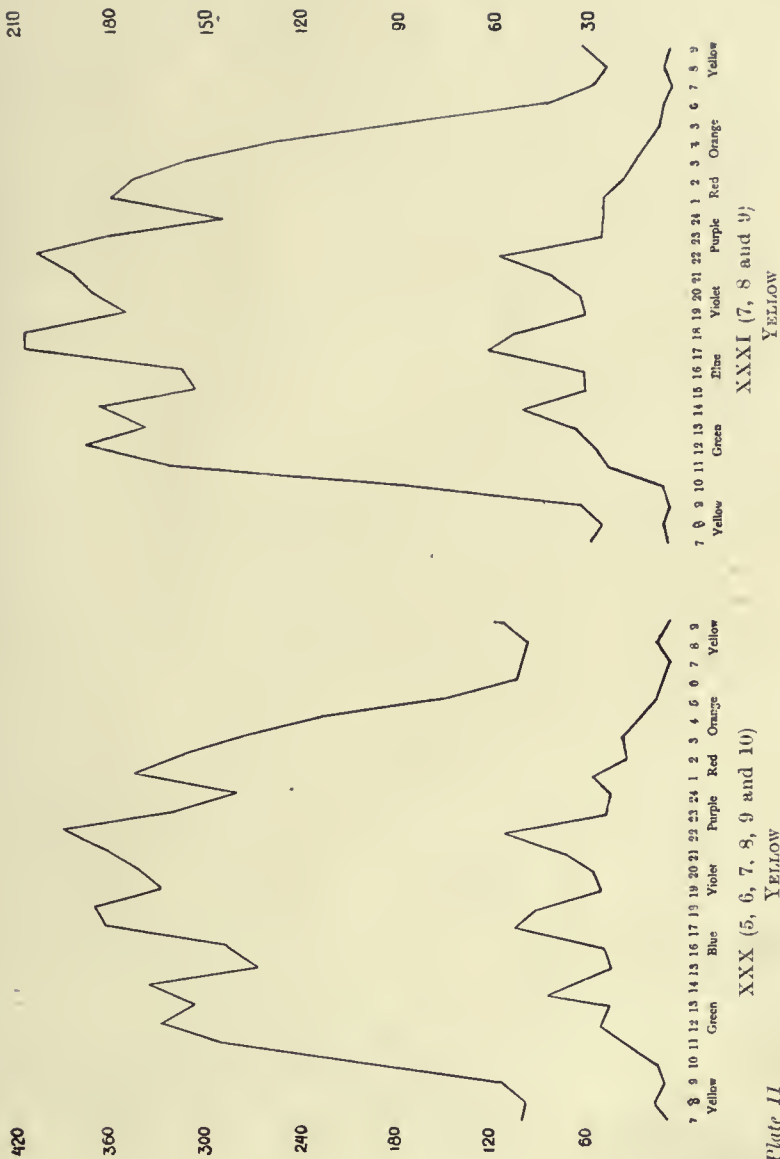 420
360
300
240
180
120
60
7 8 9 10 11 12 13 14 15 16 17 18 19 20 21 22 23 24 1 2 3 4 5 6 7 8 9
Yellow Green Blue Violet Purple Red Orange Yellow
XXX (5, 6, 7, 8, 9 and 10)
YELLOW
210
180
150
120
90
60
30
7 8 9 10 11 12 13 14 15 16 17 18 19 20 21 22 23 24 1 2 3 4 5 6 7 8 9
Yellow Green Blue Violet Purple Red Orange Yellow
XXXI (7, 8 and 9)
YELLOW
Plate 11